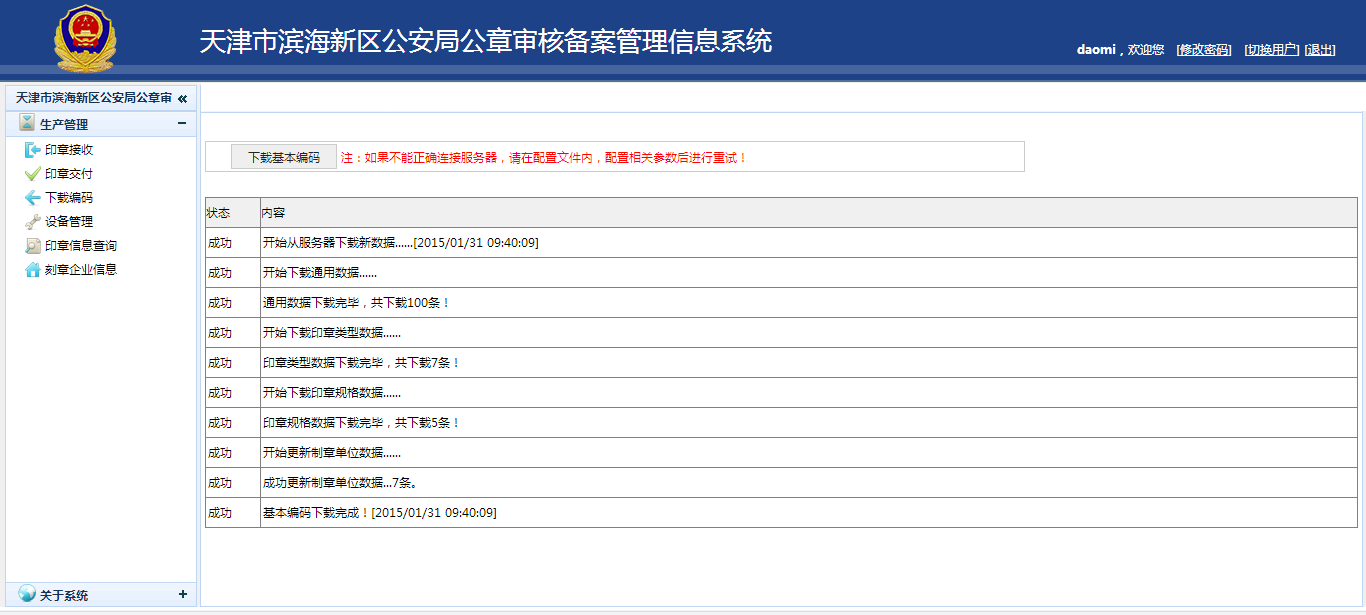 天津市滨海新区公安局公章审核备案管理信息系统
daomi，欢迎您 [修改密码] [切换用户] [退出]
天津市滨海新区公安局公章审 «
生产管理
印章接收
印章交付
下载编码
设备管理
印章信息查询
刻章企业信息
关于系统
下载基本编码 注：如果不能正确连接服务器，请在配置文件内，配置相关参数后进行重试！
状态 内容
成功 开始从服务器下载新数据......[2015/01/31 09:40:09]
成功 开始下载通用数据......
成功 通用数据下载完毕，共下载100条！
成功 开始下载印章类型数据......
成功 印章类型数据下载完毕，共下载7条！
成功 开始下载印章规格数据......
成功 印章规格数据下载完毕，共下载5条！
成功 开始更新制章单位数据......
成功 成功更新制章单位数据...7条。
成功 基本编码下载完成！[2015/01/31 09:40:09]